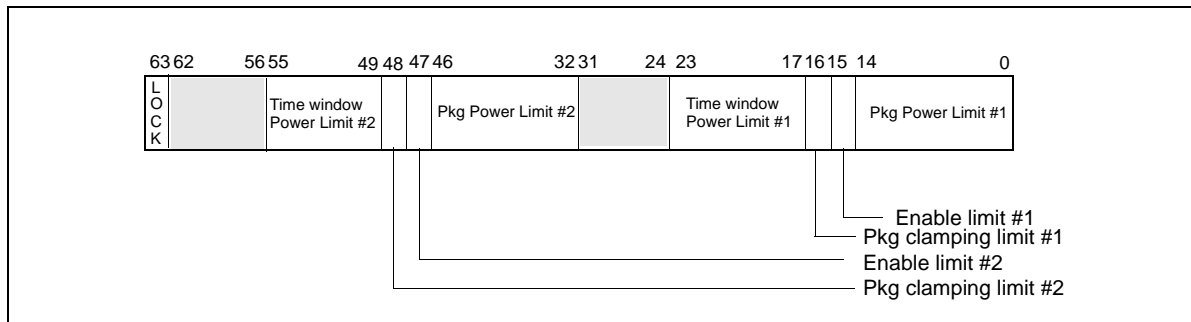 63 62 56 55 49 48 47 46 32 31 24 23 17 16 15 14 0
L
O
C
K
Time window
Power Limit #2
Pkg Power Limit #2
Time window
Power Limit #1
Pkg Power Limit #1
Enable limit #1
Pkg clamping limit #1
Enable limit #2
Pkg clamping limit #2